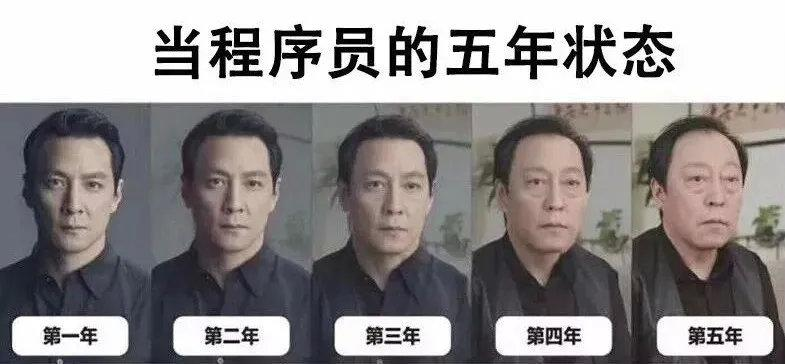 当程序员的五年状态
第一年
第二年
第三年
第四年
第五年